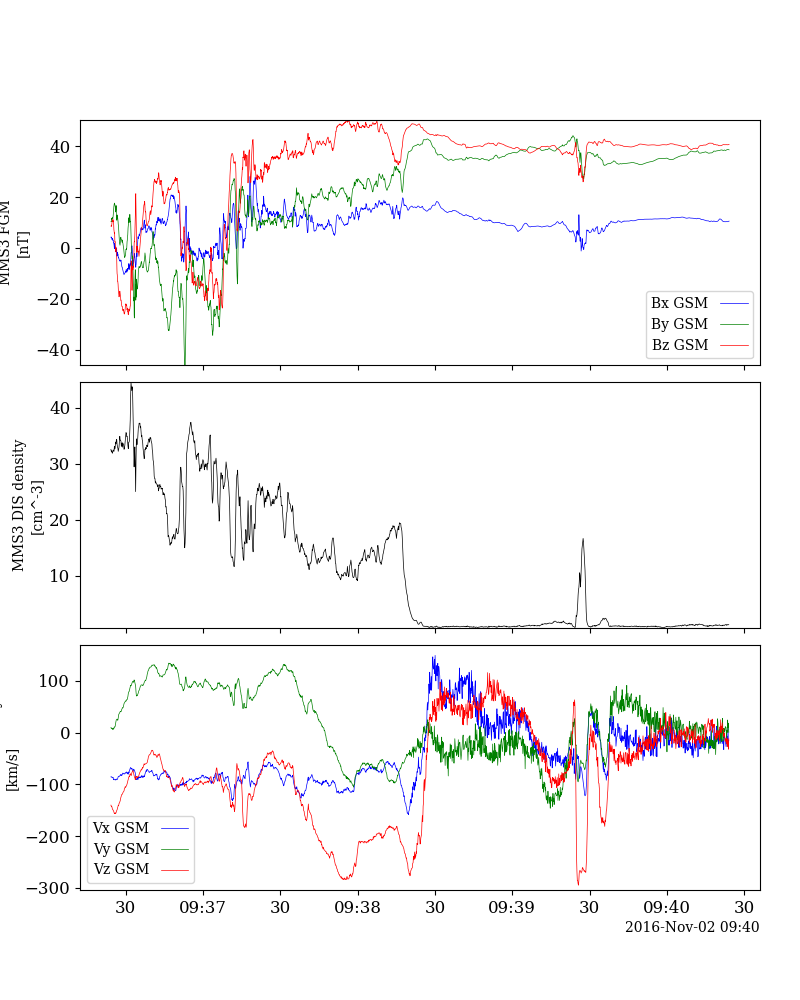 40
20
0
−20
−40
MMS3 FGM
[nT]
Bx GSM
By GSM
Bz GSM
40
30
20
10
MMS3 DIS density
[cm^-3]
100
0
−100
−200
−300
[km/s]
Vx GSM
Vy GSM
Vz GSM
30 09:37 30 09:38 30 09:39 30 09:40 30
2016-Nov-02 09:40